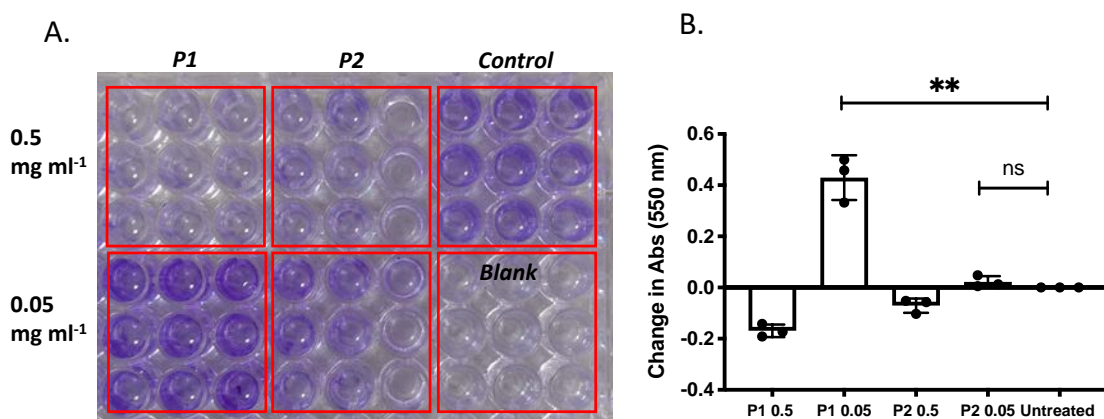 A.
P1 P2 Control
0.5
mg ml-1
0.05
mg ml-1
Blank
B.
**
ns
Change in Abs (550 nm)
0.6
0.4
0.2
0.0
-0.2
-0.4
P1 0.5 P1 0.05 P2 0.5 P2 0.05 Untreated